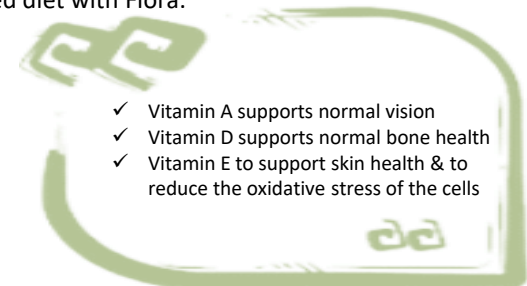 ed diet with Flora.
✓ Vitamin A supports normal vision
✓ Vitamin D supports normal bone health
✓ Vitamin E to support skin health & to
reduce the oxidative stress of the cells